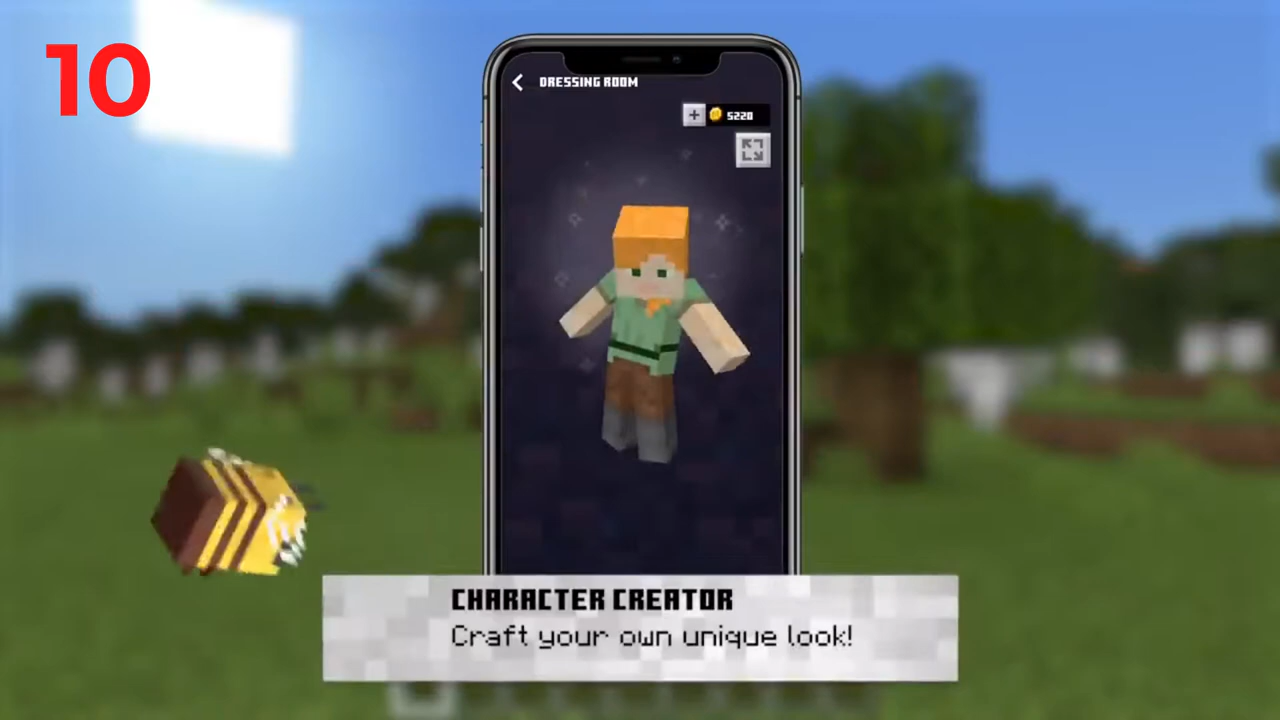 10
DRESSING ROOM
5220
CHARACTER CREATOR
Craft your own unique look!